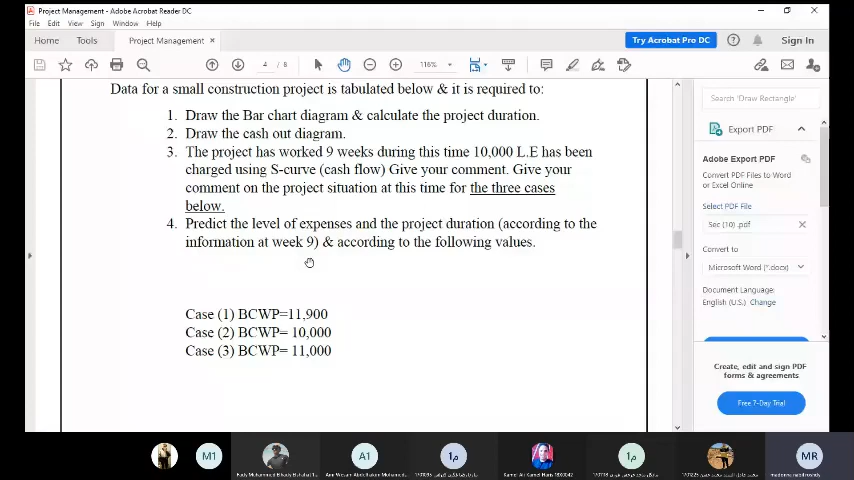 Project Management - Adobe Acrobat Reader DC
File Edit View Sign Window Help
Home Tools Project Management × Try Acrobat Pro DC Sign In
4 / 8 116%
Data for a small construction project is tabulated below & it is required to:
1. Draw the Bar chart diagram & calculate the project duration.
2. Draw the cash out diagram.
3. The project has worked 9 weeks during this time 10,000 L.E has been
charged using S-curve (cash flow) Give your comment. Give your
comment on the project situation at this time for the three cases
below.
4. Predict the level of expenses and the project duration (according to the
information at week 9) & according to the following values.
Case (1) BCWP=11,900
Case (2) BCWP= 10,000
Case (3) BCWP= 11,000
Search 'Draw Rectangle'
Export PDF
Adobe Export PDF
Convert PDF Files to Word
or Excel Online
Select PDF File
Sec (10) .pdf
Convert to
Microsoft Word (*.docx)
Document Language:
English (U.S.) Change
Create, edit and sign PDF
forms & agreements
Free 7-Day Trial
M1 A1 1م 1م MR